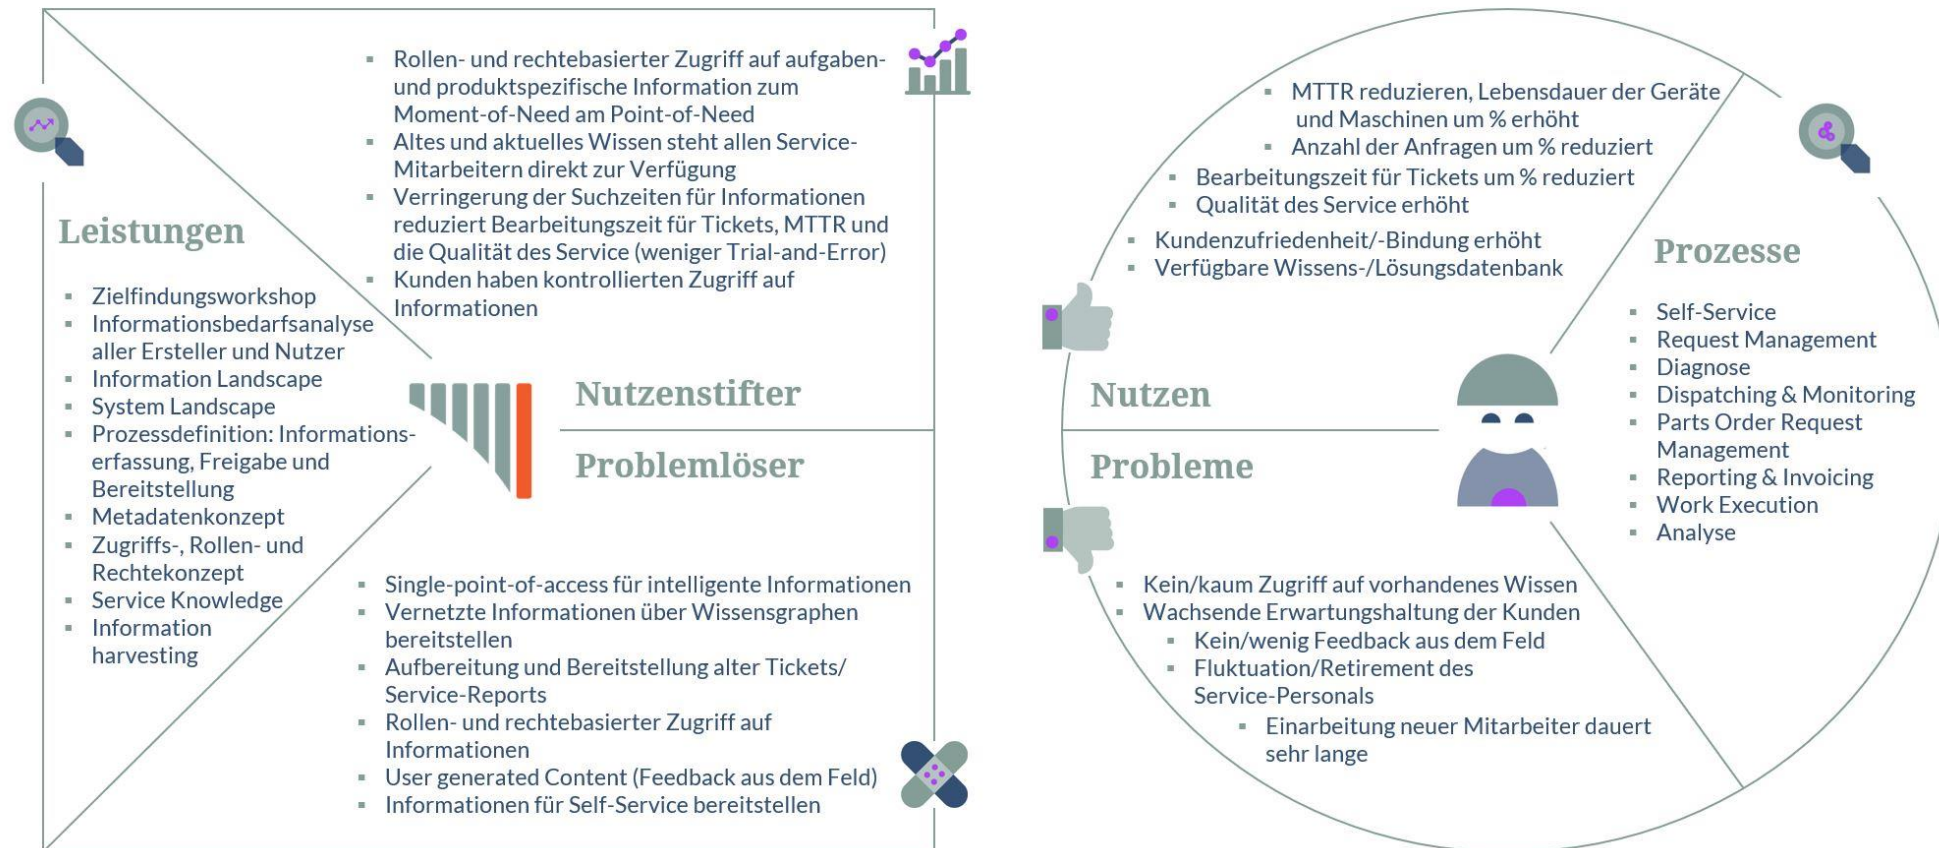 Leistungen
Zielfindungsworkshop
Informationsbedarfsanalyse
aller Ersteller und Nutzer
Information Landscape
System Landscape
Prozessdefinition: Informations-
erfassung, Freigabe und
Bereitstellung
Metadatenkonzept
Zugriffs-, Rollen- und
Rechtekonzept
Service Knowledge
Information
harvesting
Rollen- und rechtebasierter Zugriff auf aufgaben-
und produktspezifische Information zum
Moment-of-Need am Point-of-Need
Altes und aktuelles Wissen steht allen Service-
Mitarbeitern direkt zur Verfügung
Verringerung der Suchzeiten für Informationen
reduziert Bearbeitungszeit für Tickets, MTTR und
die Qualität des Service (weniger Trial-and-Error)
Kunden haben kontrollierten Zugriff auf
Informationen
Nutzenstifter
Problemlöser
Single-point-of-access für intelligente Informationen
Vernetzte Informationen über Wissensgraphen
bereitstellen
Aufbereitung und Bereitstellung alter Tickets/
Service-Reports
Rollen- und rechtebasierter Zugriff auf
Informationen
User generated Content (Feedback aus dem Feld)
Informationen für Self-Service bereitstellen
MTTR reduzieren, Lebensdauer der Geräte
und Maschinen um % erhöht
Anzahl der Anfragen um % reduziert
Bearbeitungszeit für Tickets um % reduziert
Qualität des Service erhöht
Kundenzufriedenheit/-Bindung erhöht
Verfügbare Wissens-/Lösungsdatenbank
Nutzen
Probleme
Kein/kaum Zugriff auf vorhandenes Wissen
Wachsende Erwartungshaltung der Kunden
Kein/wenig Feedback aus dem Feld
Fluktuation/Retirement des
Service-Personals
Einarbeitung neuer Mitarbeiter dauert
sehr lange
Prozesse
Self-Service
Request Management
Diagnose
Dispatching & Monitoring
Parts Order Request
Management
Reporting & Invoicing
Work Execution
Analyse